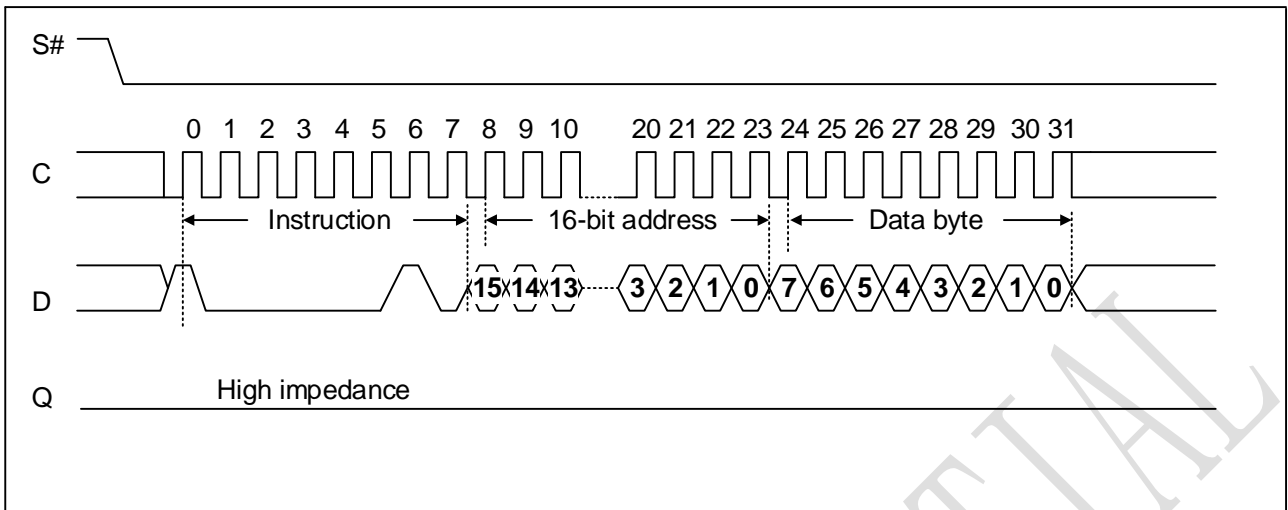 S#
0 1 2 3 4 5 6 7 8 9 10 20 21 22 23 24 25 26 27 28 29 30 31
C
Instruction 16-bit address Data byte
D 15 14 13 3 2 1 0 7 6 5 4 3 2 1 0
High impedance
Q
TIAL